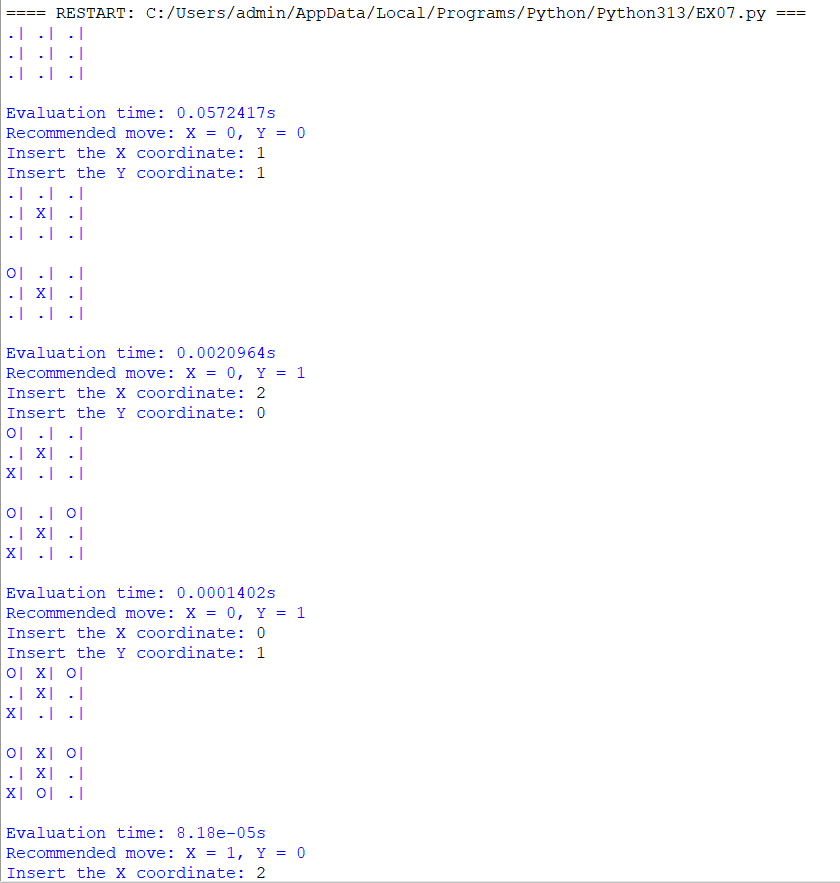 ==== RESTART: C:/Users/admin/AppData/Local/Programs/Python/Python313/EX07.py ===
.| .| .|
.| .| .|
.| .| .|

Evaluation time: 0.0572417s
Recommended move: X = 0, Y = 0
Insert the X coordinate: 1
Insert the Y coordinate: 1
.| .| .|
.| X| .|
.| .| .|

O| .| .|
.| X| .|
.| .| .|

Evaluation time: 0.0020964s
Recommended move: X = 0, Y = 1
Insert the X coordinate: 2
Insert the Y coordinate: 0
O| .| .|
.| X| .|
X| .| .|

O| .| O|
.| X| .|
X| .| .|

Evaluation time: 0.0001402s
Recommended move: X = 0, Y = 1
Insert the X coordinate: 0
Insert the Y coordinate: 1
O| X| O|
.| X| .|
X| .| .|

O| X| O|
.| X| .|
X| O| .|

Evaluation time: 8.18e-05s
Recommended move: X = 1, Y = 0
Insert the X coordinate: 2